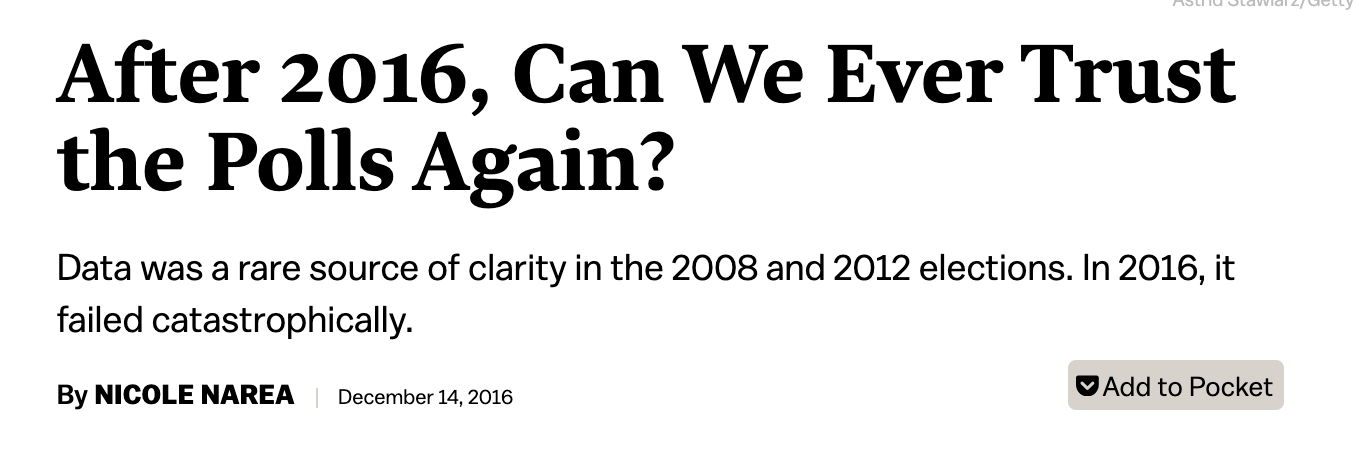 Astrid Stawiarz/Getty
After 2016, Can We Ever Trust
the Polls Again?
Data was a rare source of clarity in the 2008 and 2012 elections. In 2016, it
failed catastrophically.
By NICOLE NAREA | December 14, 2016
Add to Pocket